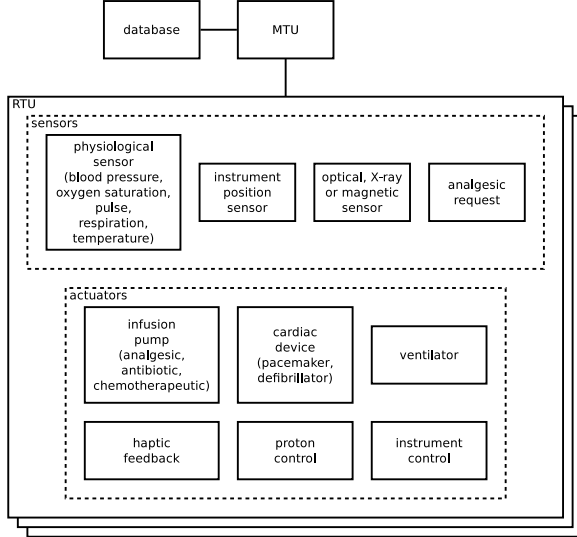 database
MTU
RTU
sensors
physiological
sensor
(blood pressure,
oxygen saturation,
pulse,
respiration,
temperature)
instrument
position
sensor
optical, X-ray
or magnetic
sensor
analgesic
request
actuators
infusion
pump
(analgesic,
antibiotic,
chemotherapeutic)
cardiac
device
(pacemaker,
defibrillator)
ventilator
haptic
feedback
proton
control
instrument
control